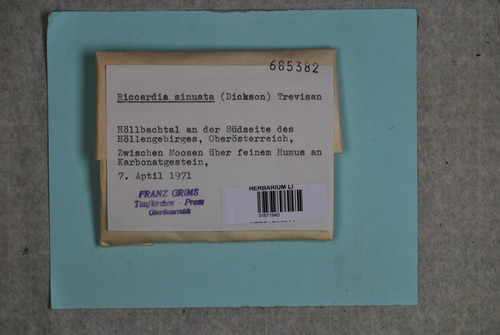 685382
Riccardia sinuata (Dickson) Trevisan
Höllbachtal an der Südseite des
Höllengebirges, Oberösterreich,
Zwischen Moosen über feinem Humus an
Karbonatgestein,
7. April 1971
FRANZ GRIMS
Taufkirchen - Pram
Oberösterreich
HERBARIUM LI